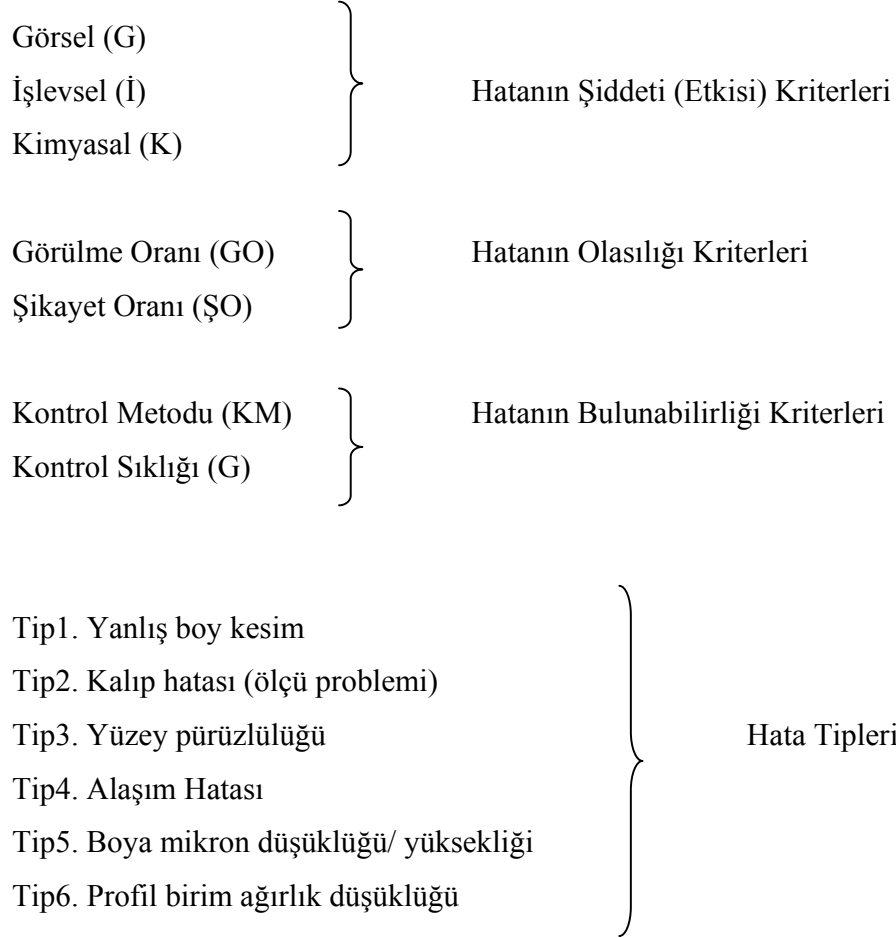 Görsel (G)
İşlevsel (İ) Hatanın Şiddeti (Etkisi) Kriterleri
Kimyasal (K)
Görülme Oranı (GO) Hatanın Olasılığı Kriterleri
Şikayet Oranı (ŞO)
Kontrol Metodu (KM) Hatanın Bulunabilirliği Kriterleri
Kontrol Sıklığı (G)
Tip1. Yanlış boy kesim
Tip2. Kalıp hatası (ölçü problemi)
Tip3. Yüzey pürüzlülüğü Hata Tipleri
Tip4. Alaşım Hatası
Tip5. Boya mikron düşüklüğü/ yüksekliği
Tip6. Profil birim ağırlık düşüklüğü